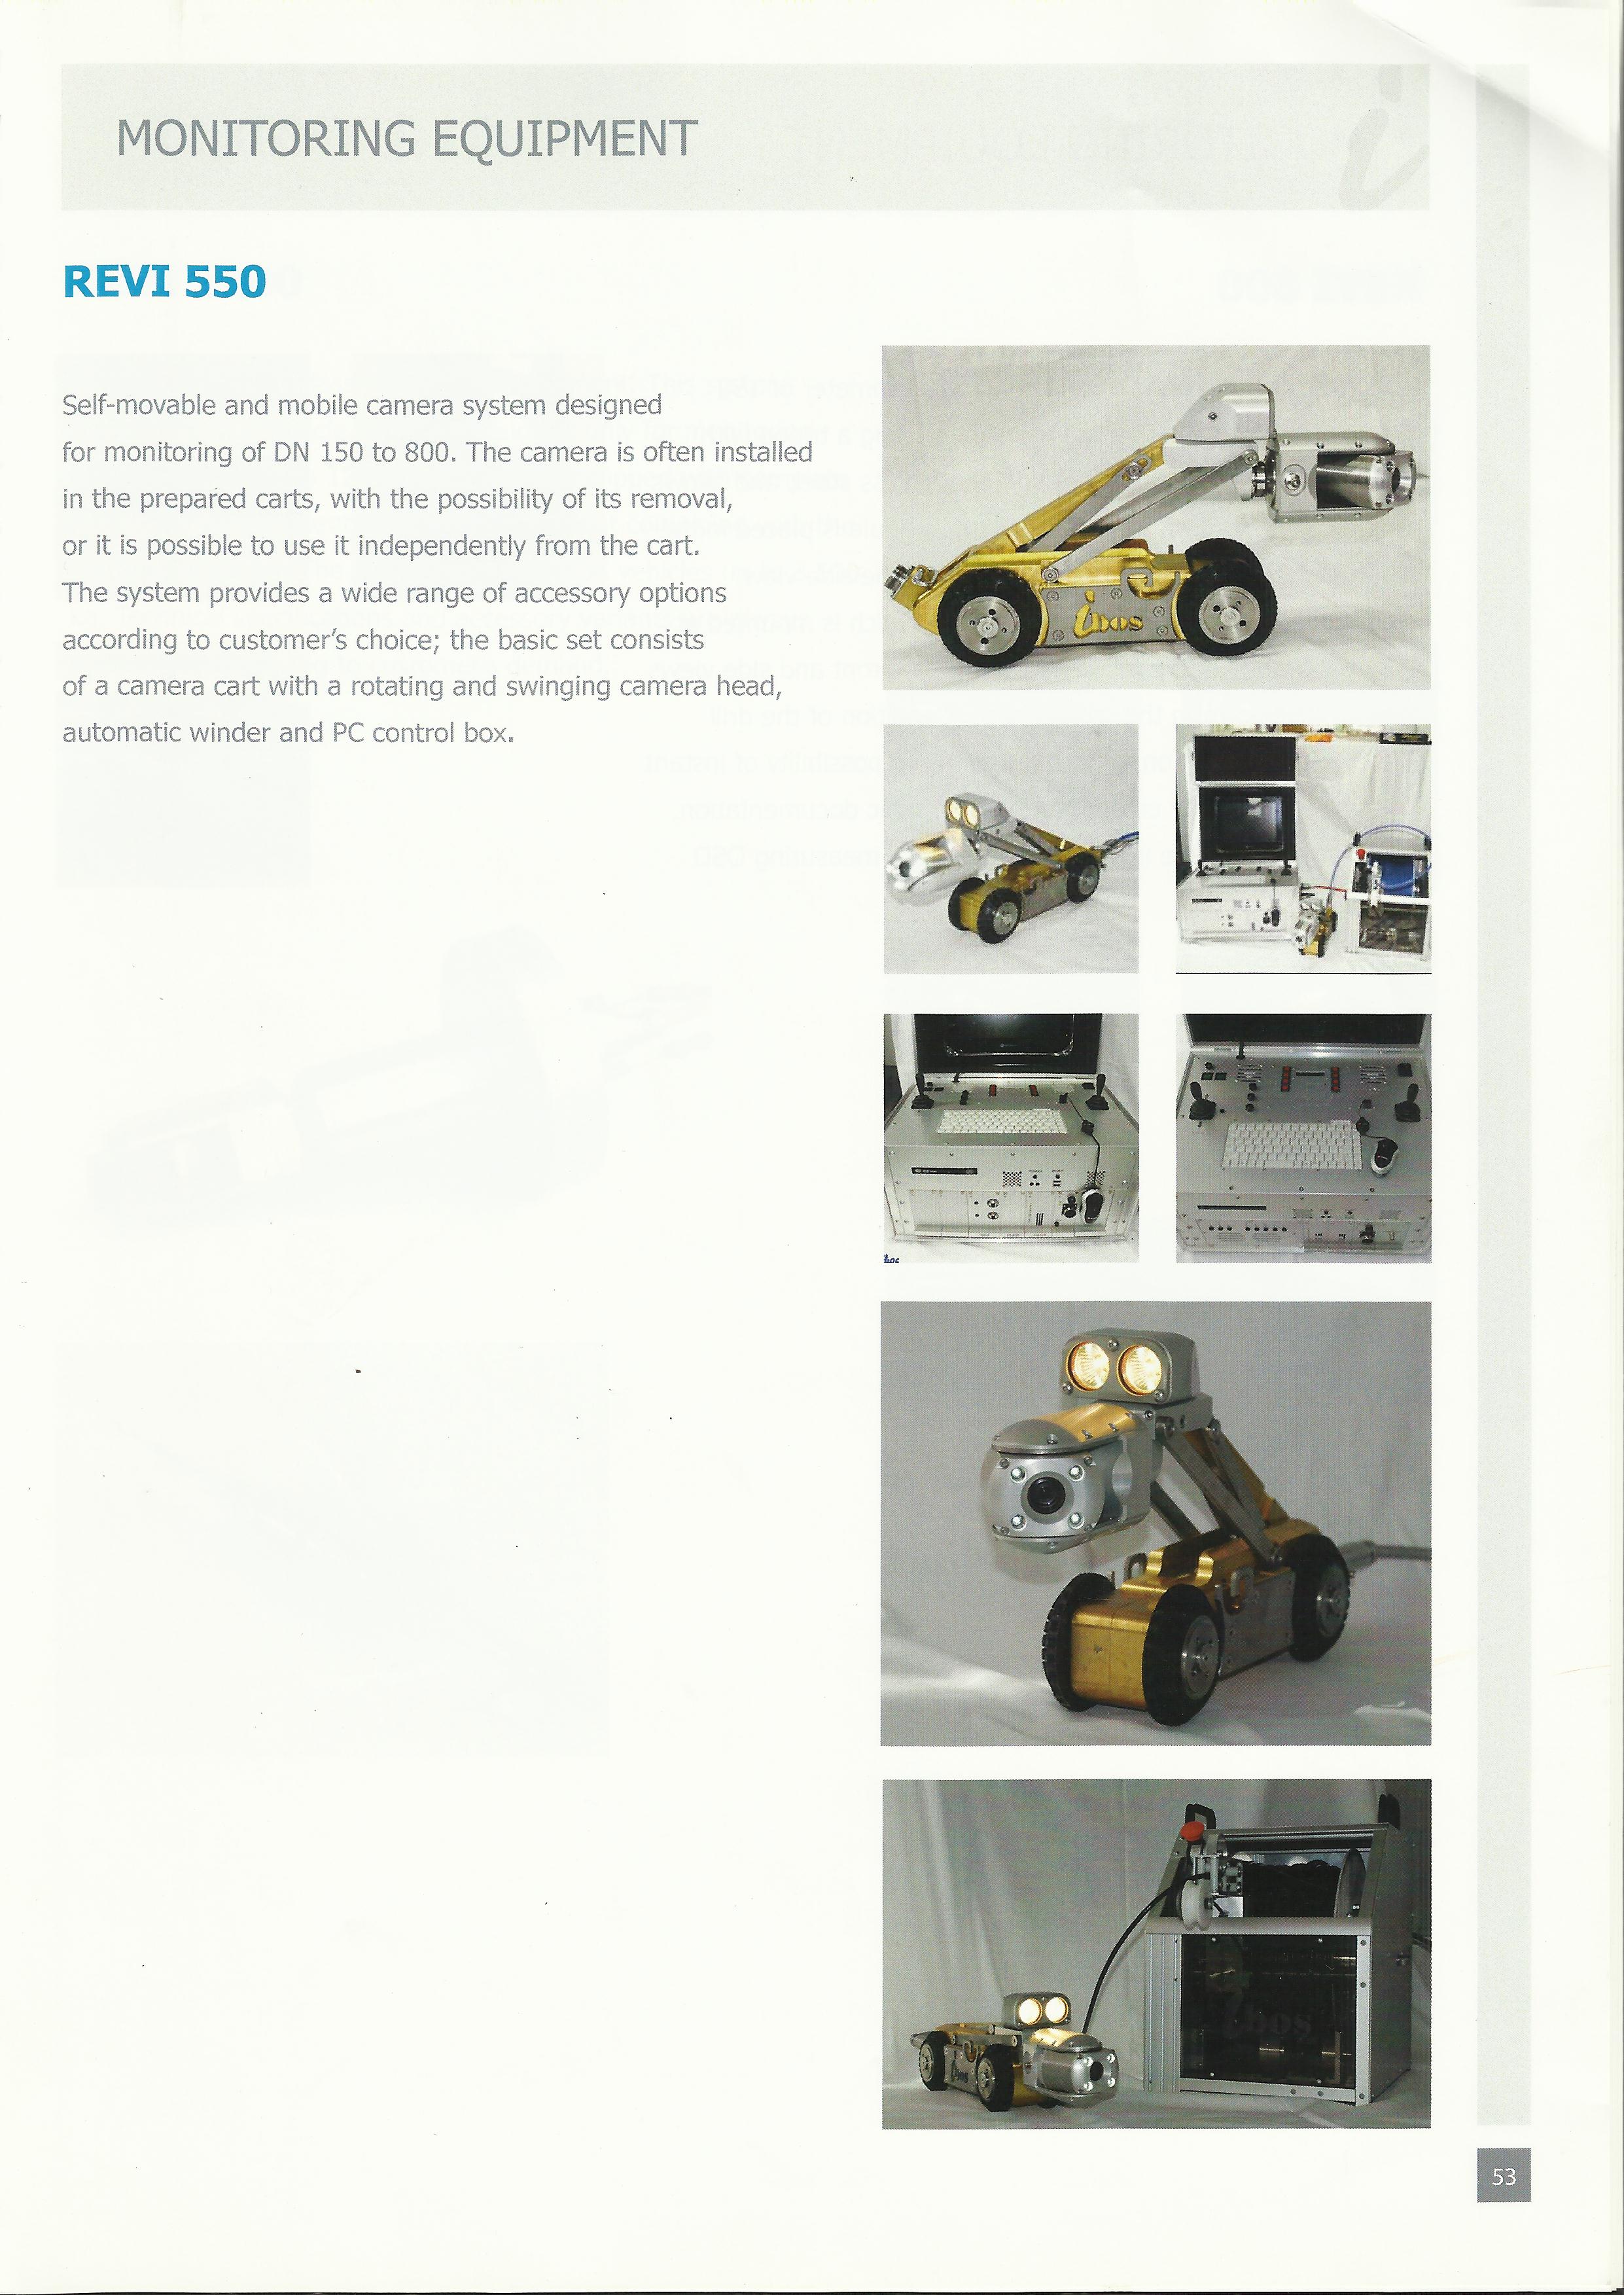 MONITORING EQUIPMENT
REVI 550
Self-movable and mobile camera system designed
for monitoring of DN 150 to 800. The camera is often installed
in the prepared carts, with the possibility of its removal,
or it is possible to use it independently from the cart.
The system provides a wide range of accessory options
according to customer's choice; the basic set consists
of a camera cart with a rotating and swinging camera head,
automatic winder and PC control box.
ibos
ibos
ibos
ibos
53